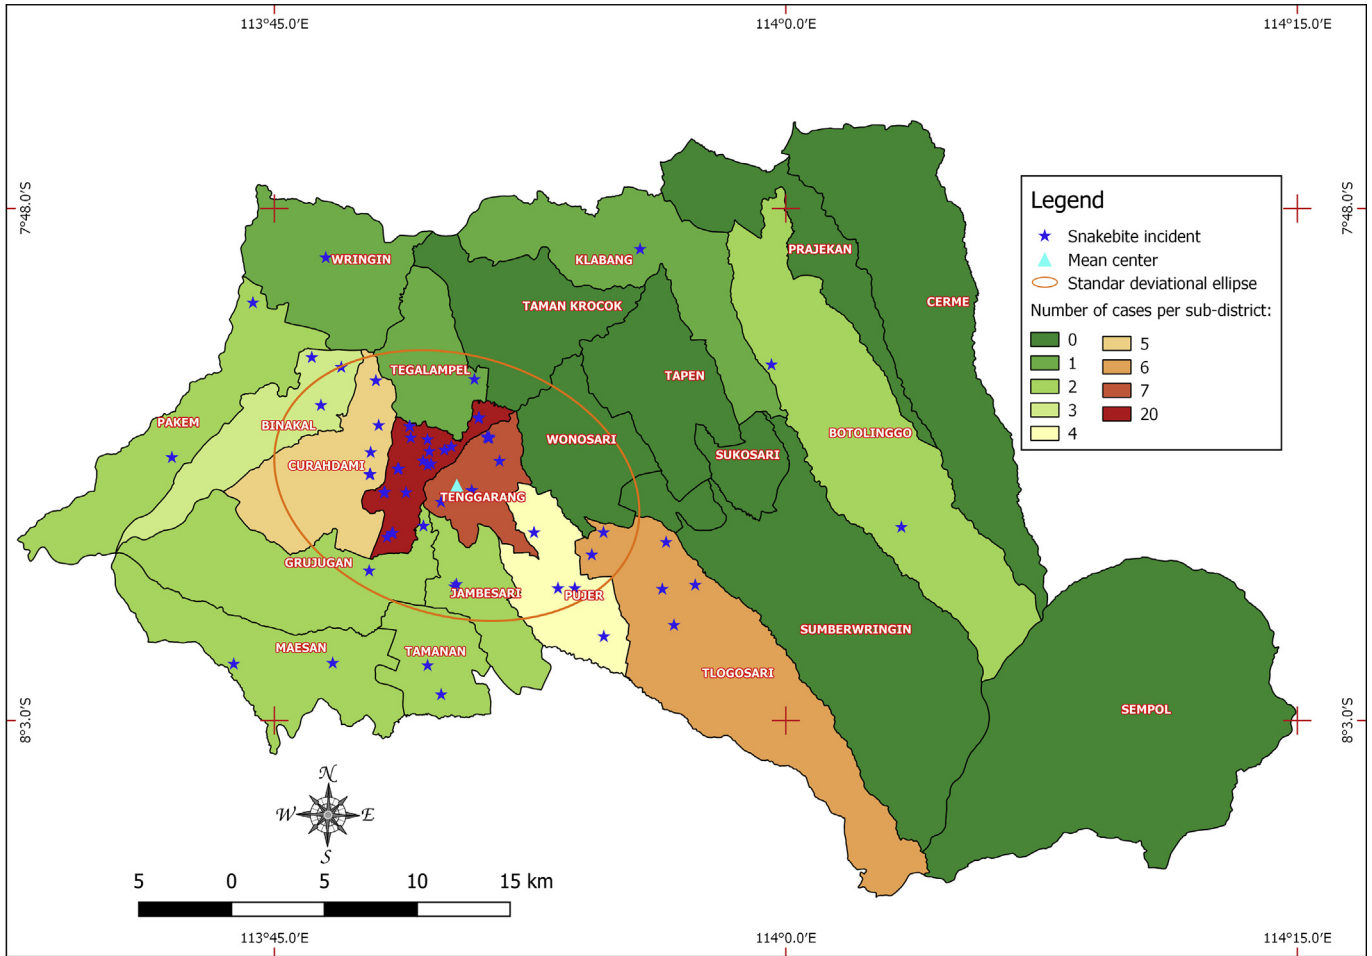 113°45.0'E 114°0.0'E 114°15.0'E
7°48.0'S 7°48.0'S
Legend
Snakebite incident
Mean center
Standar deviational ellipse
Number of cases per sub-district:
0 5
1 6
2 7
3 20
4
PRAJEKAN
WRINGIN
KLABANG
CERME
TAMAN KROCOK
TEGALAMPEL
TAPEN
PAKEM
BINAKAL
BOTOLINGGO
WONOSARI
SUKOSARI
CURAHDAMI
TENGGARANG
GRUJUGAN
JAMBESARI
PUJER
SUMBERWRINGIN
MAESAN
TAMANAN
TLOGOSARI
SEMPOL
8°3.0'S 8°3.0'S
N
W E
S
5 0 5 10 15 km
113°45.0'E 114°0.0'E 114°15.0'E